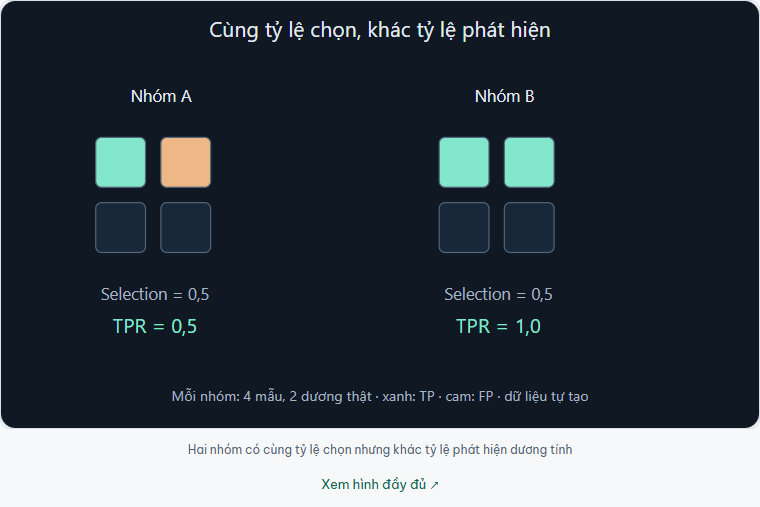 Cùng tỷ lệ chọn, khác tỷ lệ phát hiện
Nhóm A
Nhóm B
Selection = 0,5
Selection = 0,5
TPR = 0,5
TPR = 1,0
Mỗi nhóm: 4 mẫu, 2 dương thật · xanh: TP · cam: FP · dữ liệu tự tạo
Hai nhóm có cùng tỷ lệ chọn nhưng khác tỷ lệ phát hiện dương tính
Xem hình đầy đủ ↗